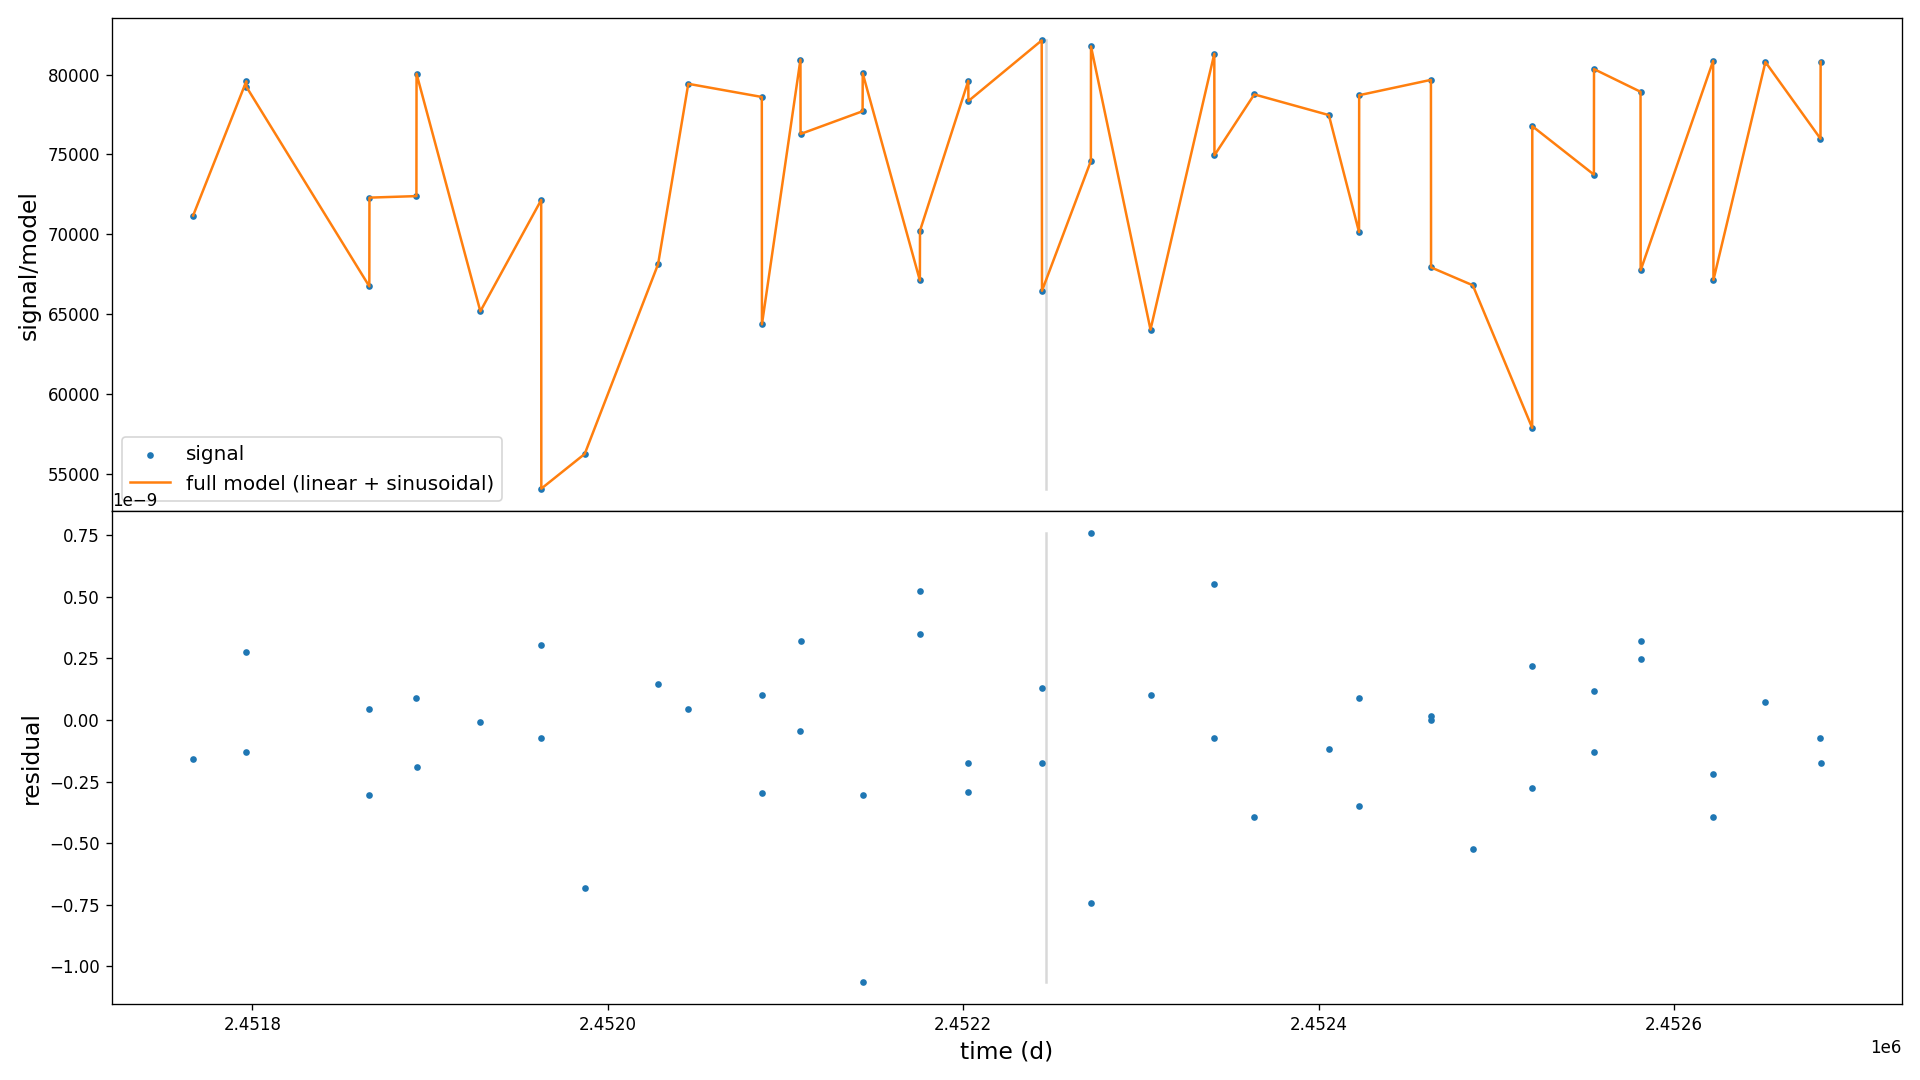 80000
75000
70000
65000
60000
55000
signal/model
signal
full model (linear + sinusoidal)
1e−9
0.75
0.50
0.25
0.00
−0.25
−0.50
−0.75
−1.00
residual
2.4518 2.4520 2.4522 2.4524 2.4526
time (d)
1e6